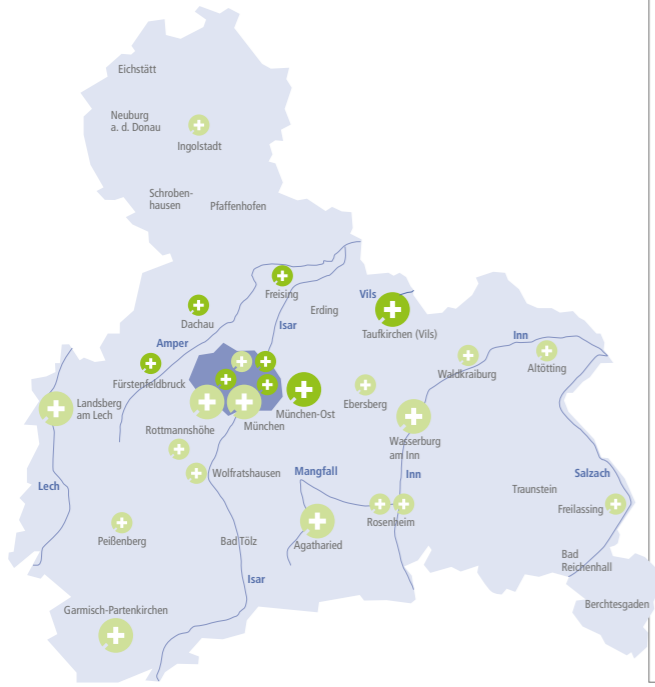 Eichstätt
Neuburg
a. d. Donau
Ingolstadt
Schroben-
hausen
Pfaffenhofen
Freising
Vils
Erding
Dachau
Isar
Taufkirchen (Vils)
Amper
Inn
Waldkraiburg
Altötting
Fürstenfeldbruck
Landsberg
am Lech
München-Ost
Ebersberg
München
Rottmannshöhe
Wasserburg
am Inn
Wolfratshausen
Mangfall
Inn
Salzach
Lech
Traunstein
Freilassing
Rosenheim
Peißenberg
Bad Tölz
Agatharied
Bad
Reichenhall
Isar
Berchtesgaden
Garmisch-Partenkirchen